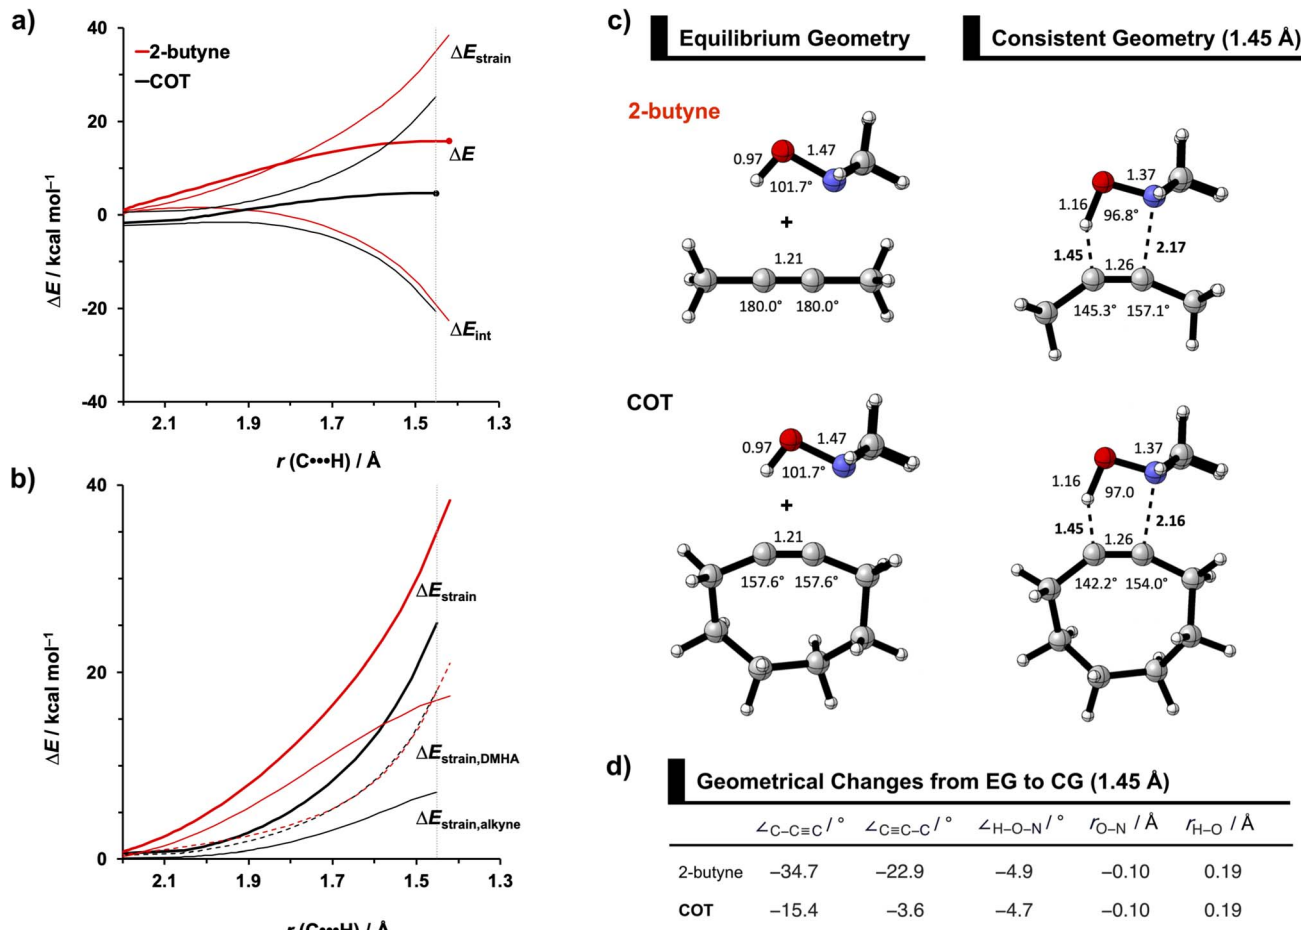 a)
40
20
0
-20
-40
ΔE / kcal mol⁻¹
2-butyne
COT
ΔEstrain
ΔE
ΔEint
2.1 1.9 1.7 1.5 1.3
r (C•••H) / Å
b)
40
20
0
ΔE / kcal mol⁻¹
ΔEstrain
ΔEstrain,DMHA
ΔEstrain,alkyne
2.1 1.9 1.7 1.5 1.3
r (C•••H) / Å
c)
Equilibrium Geometry
Consistent Geometry (1.45 Å)
2-butyne
0.97 1.47
101.7°
+
1.21
180.0° 180.0°
1.37
1.16 96.8°
1.45 2.17
1.26
145.3° 157.1°
COT
0.97 1.47
101.7°
+
1.21
157.6° 157.6°
1.37
1.16 97.0
1.45 2.16
1.26
142.2° 154.0°
d)
Geometrical Changes from EG to CG (1.45 Å)
∠C–C≡C / ° ∠C≡C–C / ° ∠H–O–N / ° rO–N / Å rH–O / Å
2-butyne –34.7 –22.9 –4.9 –0.10 0.19
COT –15.4 –3.6 –4.7 –0.10 0.19